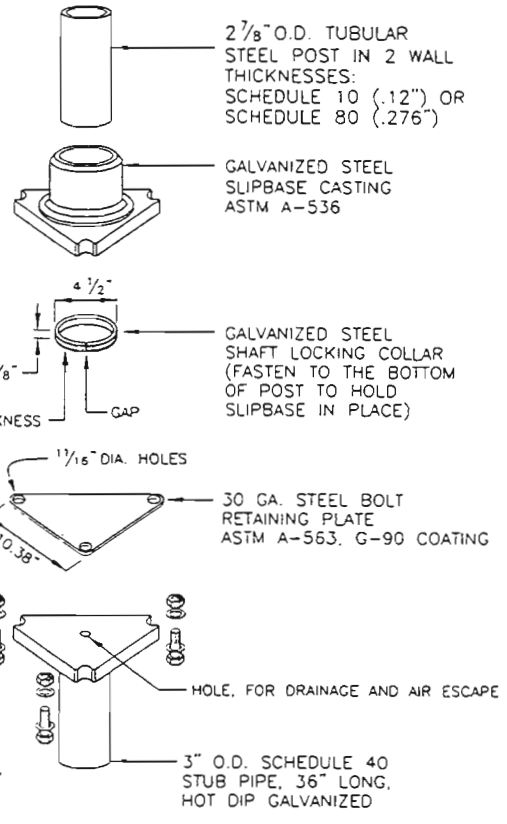 2 7/8" O.D. TUBULAR
STEEL POST IN 2 WALL
THICKNESSES:
SCHEDULE 10 (.12") OR
SCHEDULE 80 (.276")
GALVANIZED STEEL
SLIPBASE CASTING
ASTM A-536
4 1/2"
GALVANIZED STEEL
SHAFT LOCKING COLLAR
(FASTEN TO THE BOTTOM
OF POST TO HOLD
SLIPBASE IN PLACE)
/8"
KNESS
GAP
11/16" DIA. HOLES
30 GA. STEEL BOLT
RETAINING PLATE
ASTM A-563, G-90 COATING
10.38"
HOLE, FOR DRAINAGE AND AIR ESCAPE
3" O.D. SCHEDULE 40
STUB PIPE, 36" LONG,
HOT DIP GALVANIZED